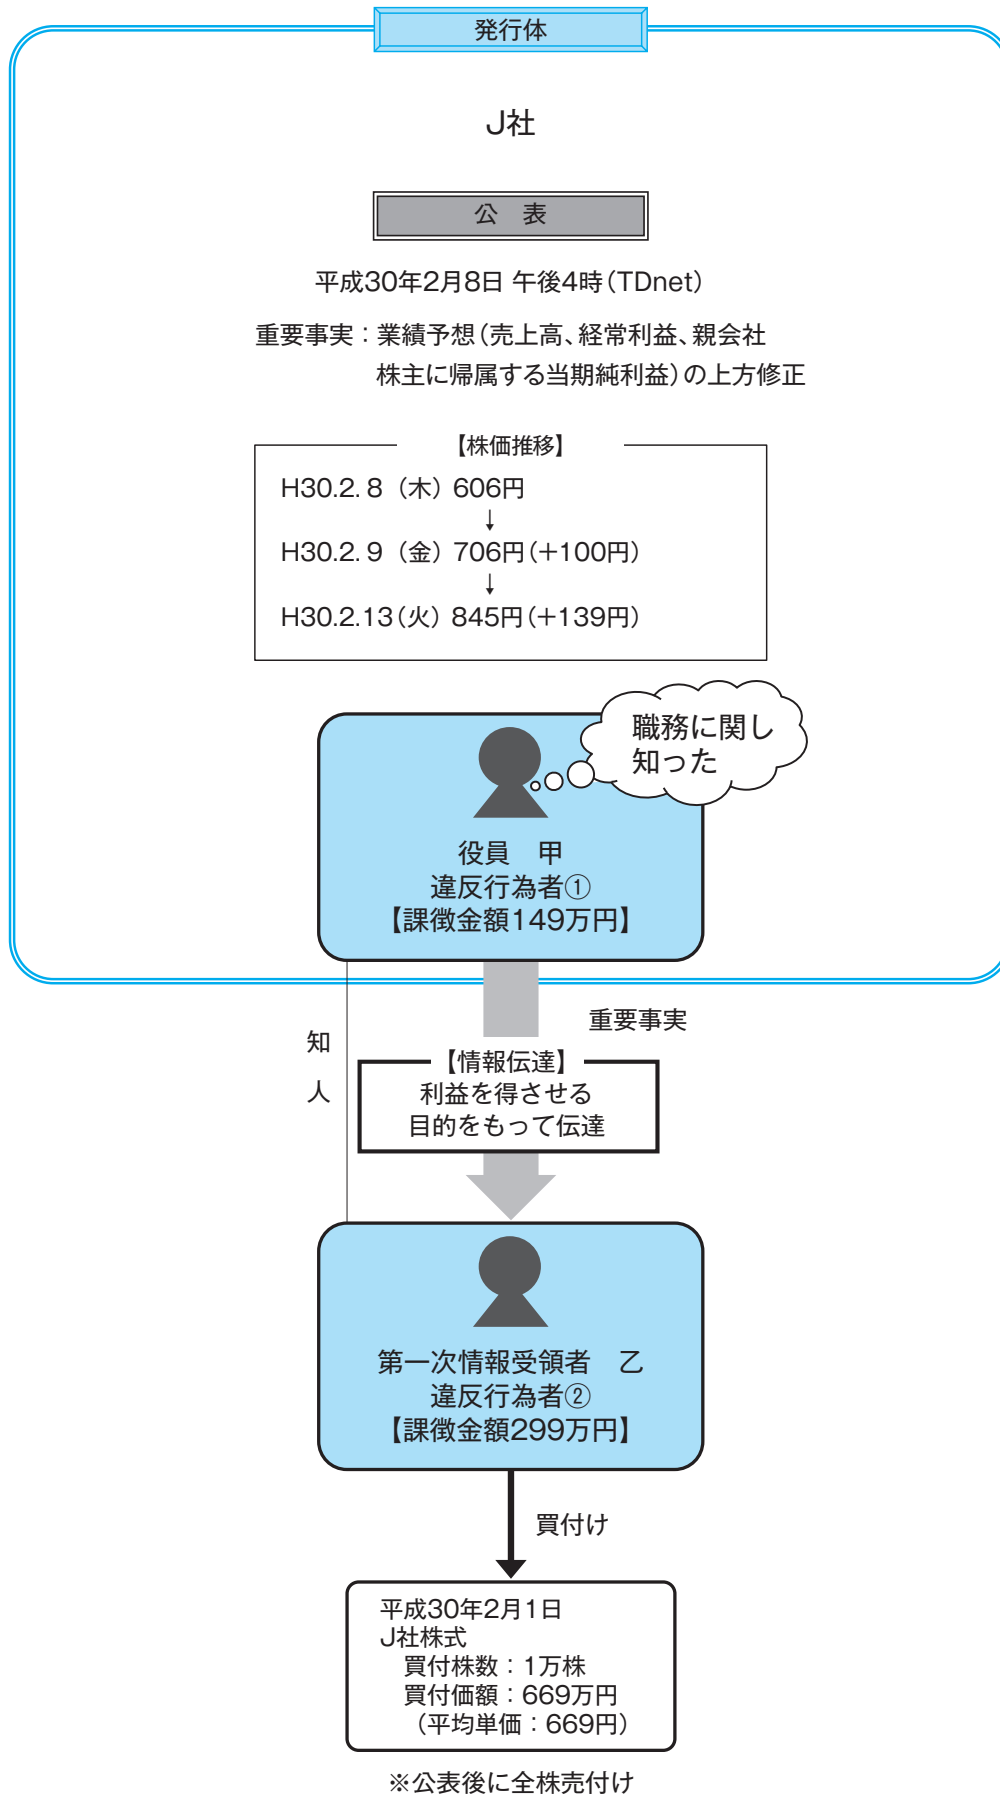 発行体
J社
公　表
平成30年2月8日 午後4時（TDnet）
重要事実：業績予想（売上高、経常利益、親会社
株主に帰属する当期純利益）の上方修正
【株価推移】
H30.2. 8 （木） 606円
↓
H30.2. 9 （金） 706円（＋100円）
↓
H30.2.13（火） 845円（＋139円）
職務に関し
知った
役員　甲
違反行為者①
【課徴金額149万円】
重要事実
知人
【情報伝達】
利益を得させる
目的をもって伝達
第一次情報受領者　乙
違反行為者②
【課徴金額299万円】
買付け
平成30年2月1日
J社株式
買付株数：1万株
買付価額：669万円
（平均単価：669円）
※公表後に全株売付け